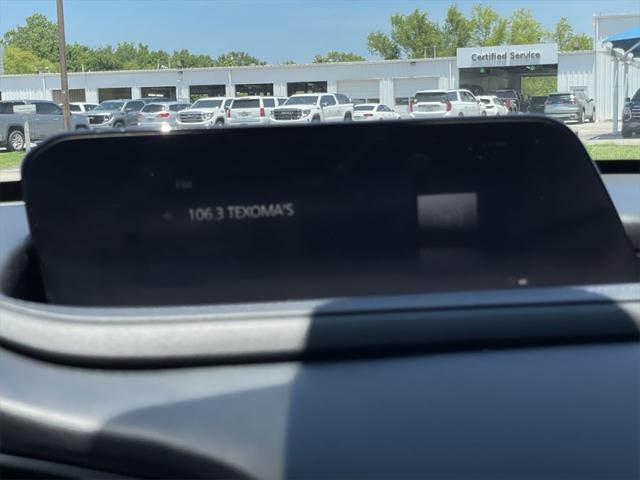 Certified Service
FM
106.3 TEXOMA'S